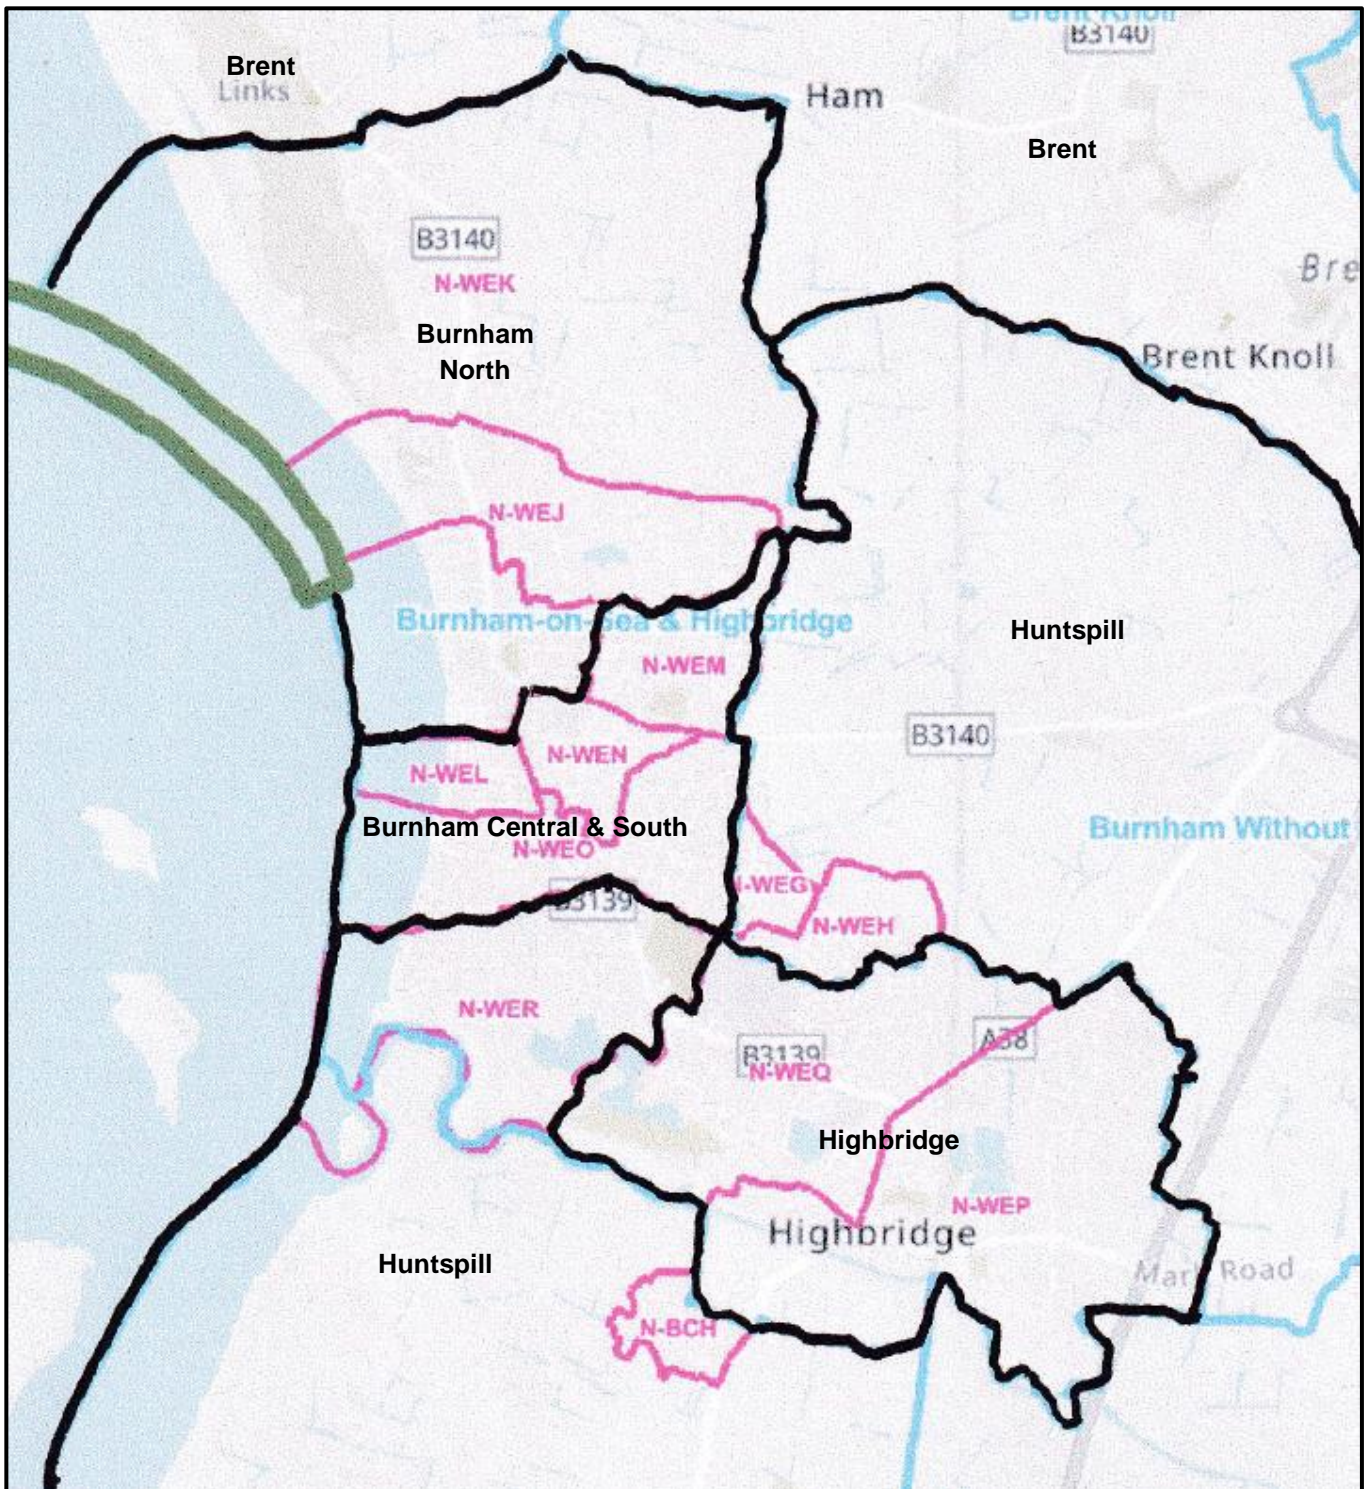 Brent Knoll
B3140
Brent
Links
Ham
Brent
B3140
N-WEK
Bre
Burnham
North
Brent Knoll
N-WEJ
Burnham-on-Sea & Highbridge
Huntspill
N-WEM
B3140
N-WEN
N-WEL
Burnham Central & South
Burnham Without
N-WEO
N-WEG
B3139
N-WEH
N-WER
A38
B3139
N-WEQ
Highbridge
N-WEP
Highbridge
Huntspill
Mark Road
N-BCH